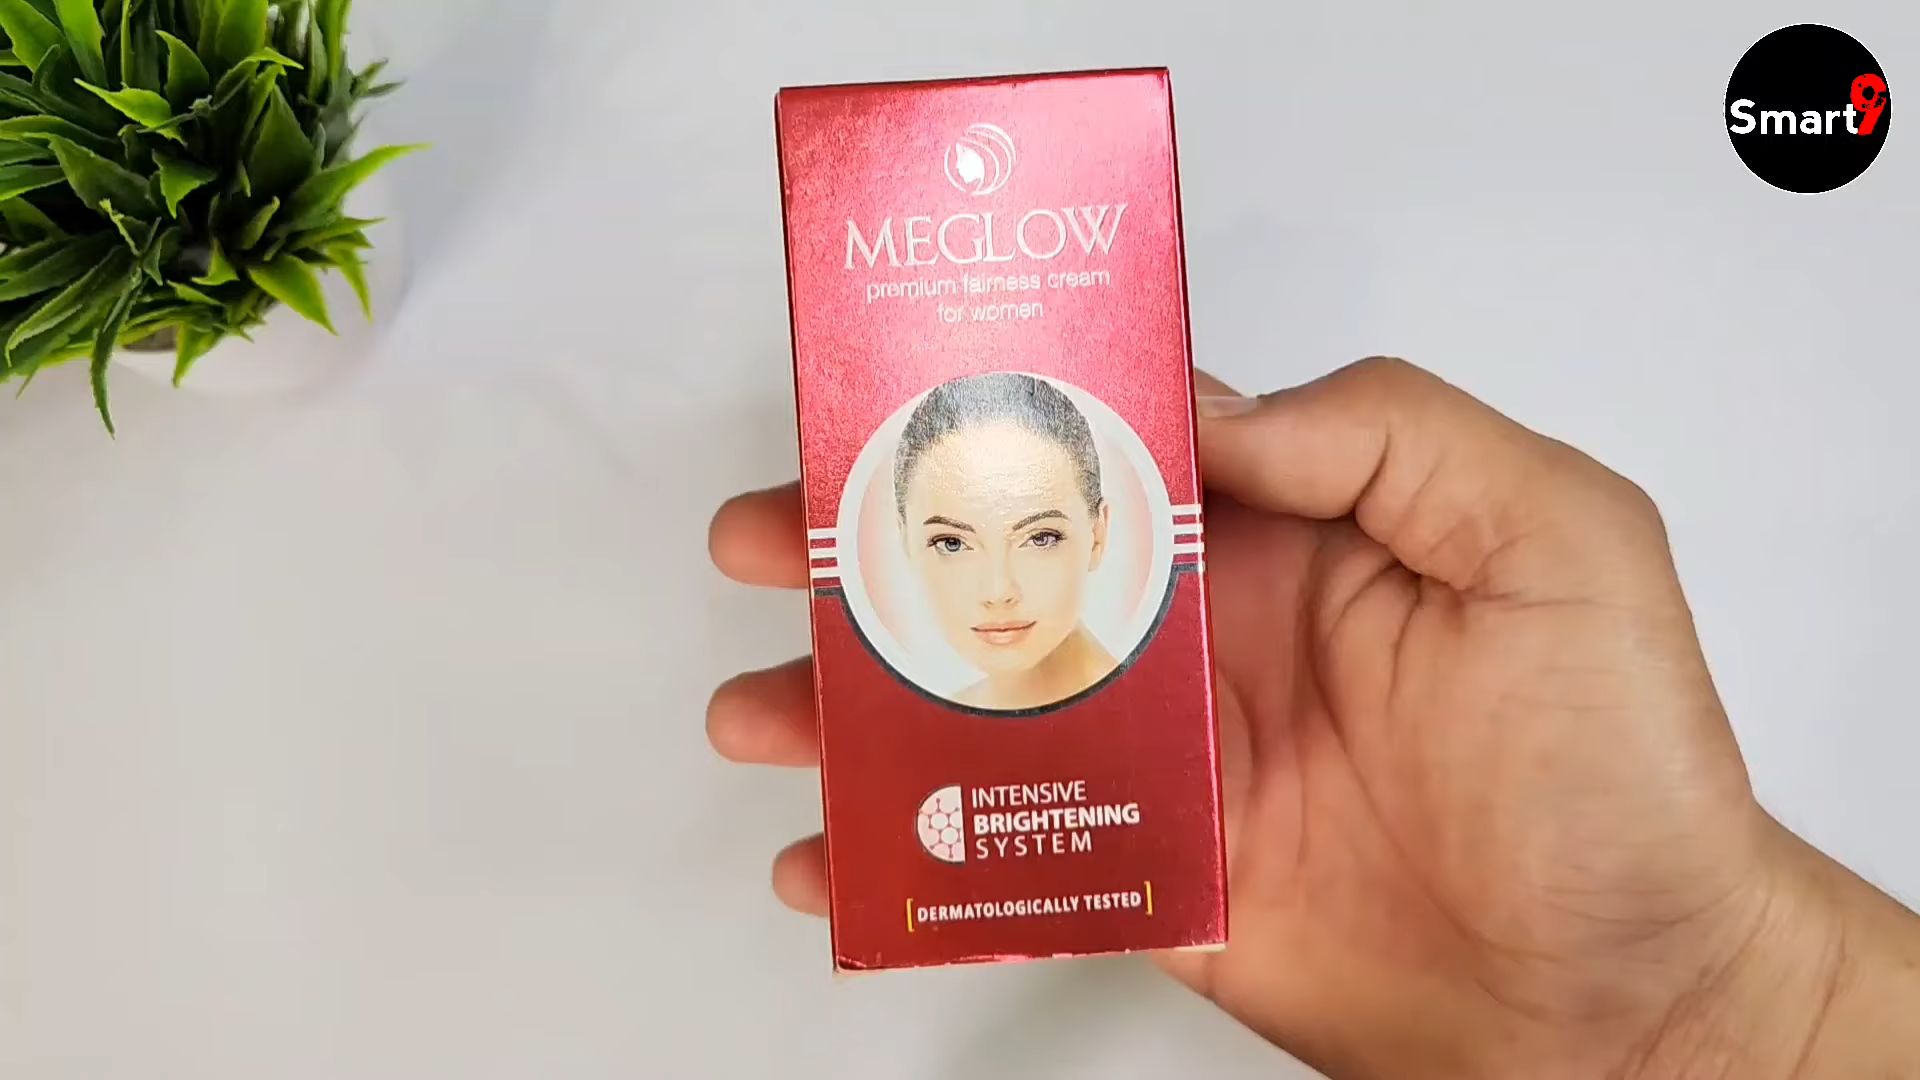 Smart9
MEGLOW
premium fairness cream
for women
INTENSIVE
BRIGHTENING
SYSTEM
[DERMATOLOGICALLY TESTED]